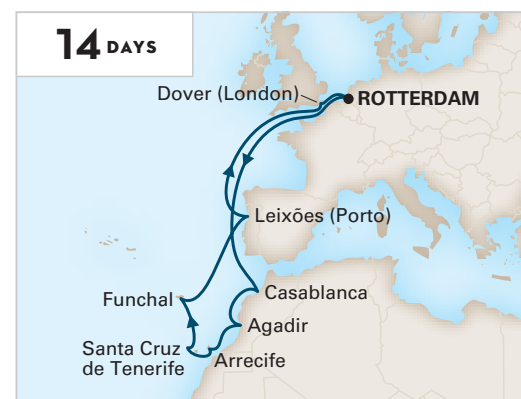 14 DAYS
Dover (London)
ROTTERDAM
Leixões (Porto)
Funchal
Casablanca
Agadir
Santa Cruz
de Tenerife
Arrecife